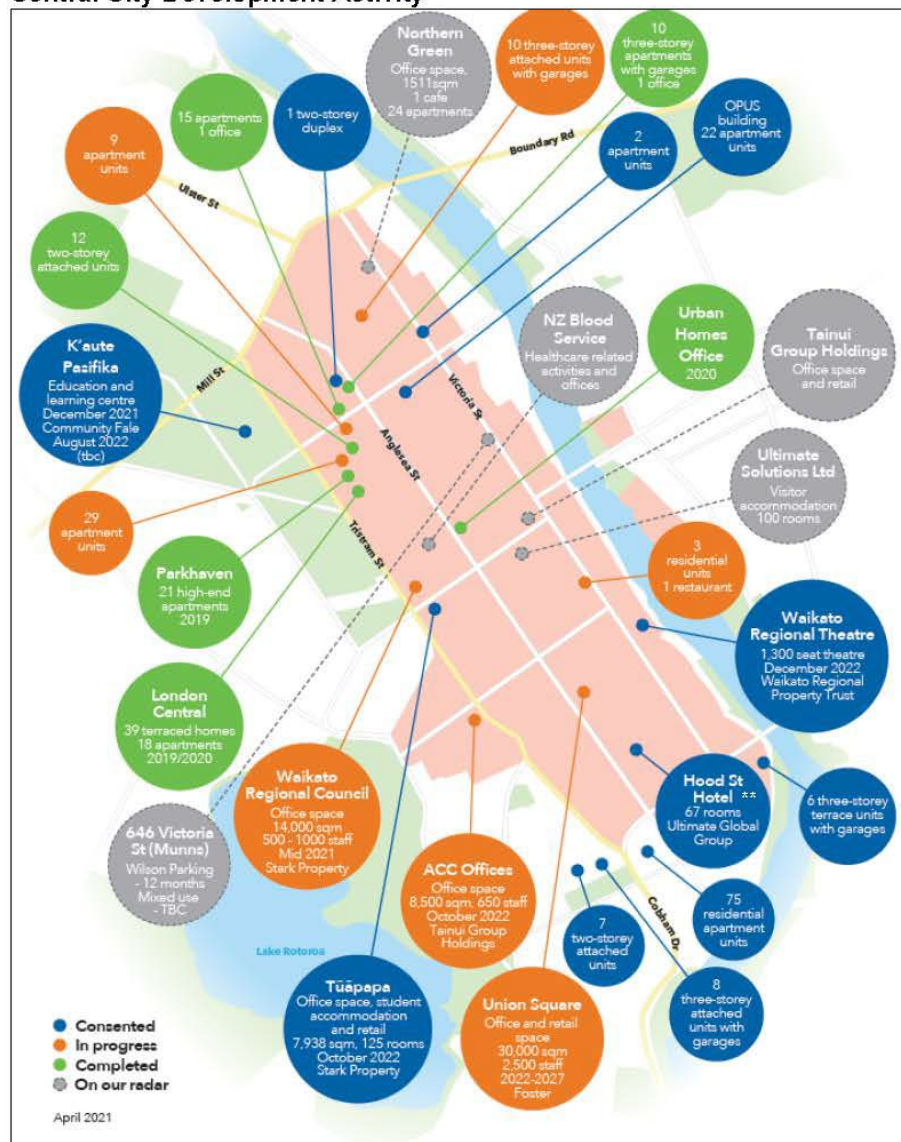 Central City Development Activity
Northern
Green
Office space,
1511sqm
1 cafe
24 apartments
10 three-storey
attached units
with garages
10
three-storey
apartments
with garages
1 office
15 apartments
1 office
1 two-storey
duplex
2
apartment
units
OPUS
building
22 apartment
units
9
apartment
units
Boundary Rd
Ulster St
12
two-storey
attached units
NZ Blood
Service
Healthcare related
activities and
offices
Urban
Homes
Office
2020
Tainui
Group Holdings
Office space
and retail
K'aute
Pasifika
Education and
learning centre
December 2021
Community Fale
August 2022
(tbc)
Mill St
Victoria St
Anglesea St
Ultimate
Solutions Ltd
Visitor
accommodation
100 rooms
29
apartment
units
Tristram St
Parkhaven
21 high-end
apartments
2019
3
residential
units
1 restaurant
Waikato
Regional Theatre
1,300 seat theatre
December 2022
Waikato Regional
Property Trust
London
Central
39 terraced homes
18 apartments
2019/2020
Waikato
Regional Council
Office space
14,000 sqm
500 - 1000 staff
Mid 2021
Stark Property
Hood St
Hotel **
67 rooms
Ultimate Global
Group
6 three-storey
terrace units
with garages
646 Victoria
St (Munns)
Wilson Parking
- 12 months
Mixed use
- TBC
ACC Offices
Office space
8,500 sqm, 650 staff
October 2022
Tainui Group
Holdings
7
two-storey
attached
units
Cobham Dr
75
residential
apartment
units
Lake Rotoroa
Tūāpapa
Office space, student
accommodation
and retail
7,938 sqm, 125 rooms
October 2022
Stark Property
Union Square
Office and retail
space
30,000 sqm
2,500 staff
2022-2027
Foster
8
three-storey
attached
units with
garages
Consented
In progress
Completed
On our radar
April 2021